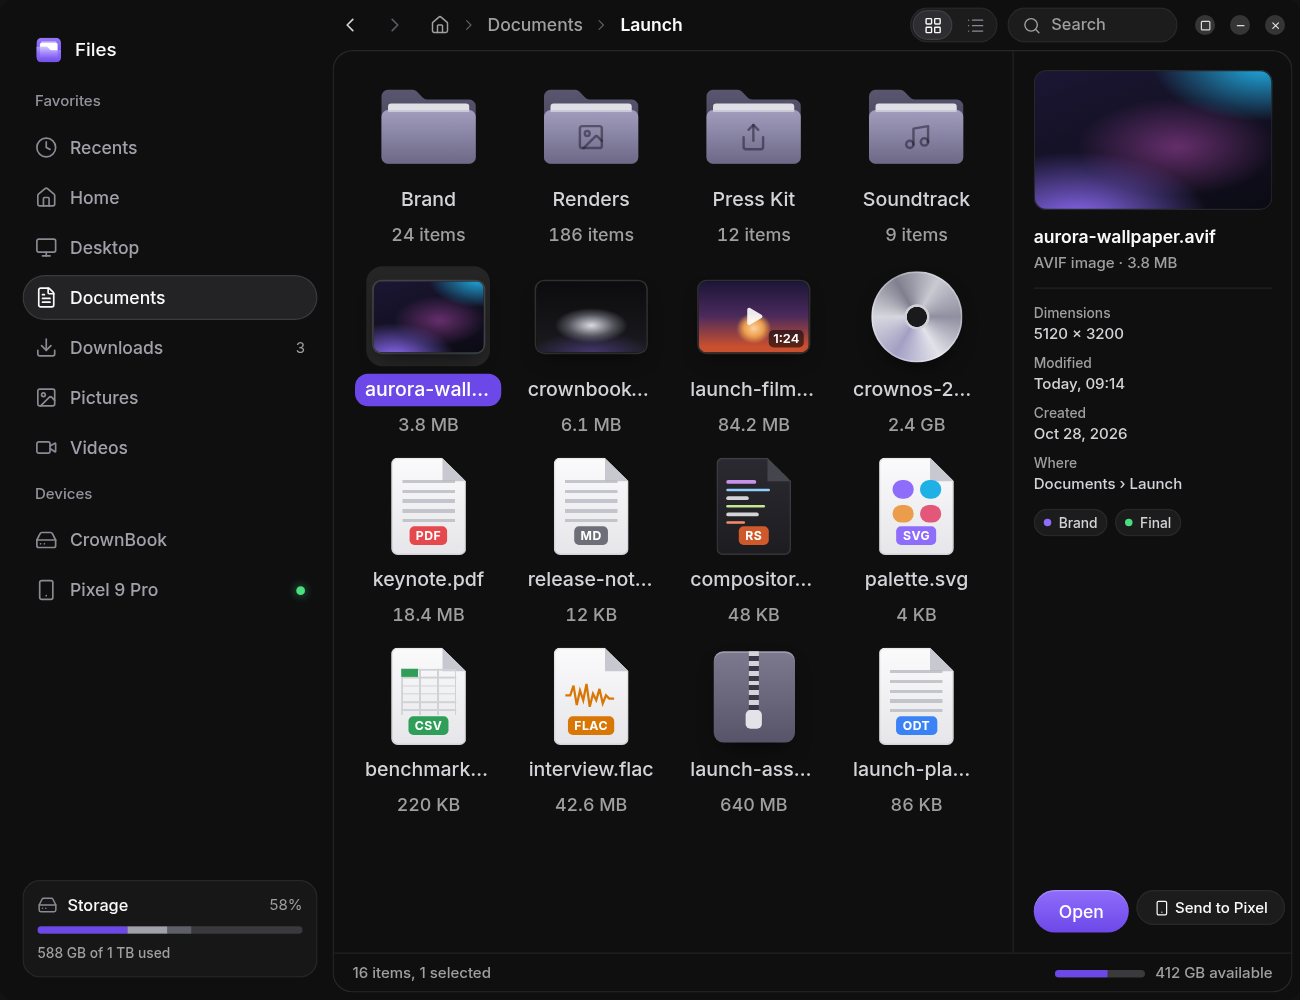 Files
Favorites
Recents
Home
Desktop
Documents
Downloads 3
Pictures
Videos
Devices
CrownBook
Pixel 9 Pro
Storage 58%
588 GB of 1 TB used
Documents Launch
Search
Brand Renders Press Kit Soundtrack
24 items 186 items 12 items 9 items
1:24
aurora-wall... crownbook... launch-film... crownos-2...
3.8 MB 6.1 MB 84.2 MB 2.4 GB
PDF MD RS SVG
keynote.pdf release-not... compositor... palette.svg
18.4 MB 12 KB 48 KB 4 KB
CSV FLAC ODT
benchmark... interview.flac launch-ass... launch-pla...
220 KB 42.6 MB 640 MB 86 KB
aurora-wallpaper.avif
AVIF image · 3.8 MB
Dimensions
5120 × 3200
Modified
Today, 09:14
Created
Oct 28, 2026
Where
Documents › Launch
Brand Final
Open Send to Pixel
16 items, 1 selected 412 GB available